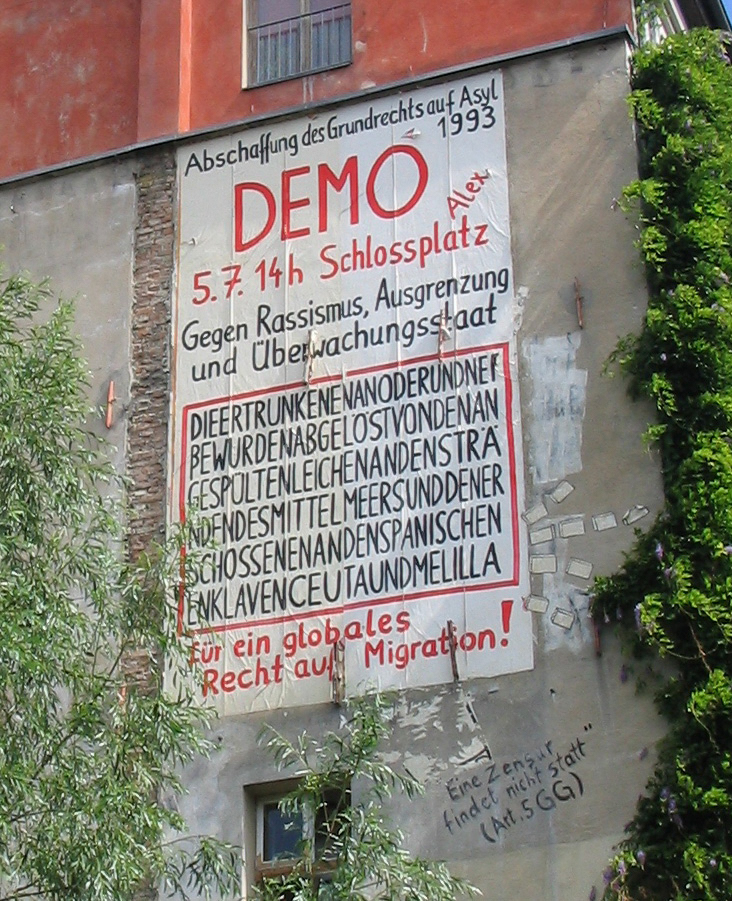 Abschaffung des Grundrechts auf Asyl
1993
DEMO
Alex
5.7. 14h Schlossplatz
Gegen Rassismus, Ausgrenzung
und Überwachungsstaat
DIEERTRUNKENENANODERUNDNEF
BEWURDENABGELÖSTVONDENAN
GESPÜLTENLEICHENANDENSTRÄ
NDENDESMITTELMEERSUNDDENER
SCHOSSENENANDENSPANISCHEN
ENKLAVENCEUTAUNDMELILLA
für ein globales
Recht auf Migration!
Eine Zensur
findet nicht statt"
(Art. 5 GG)